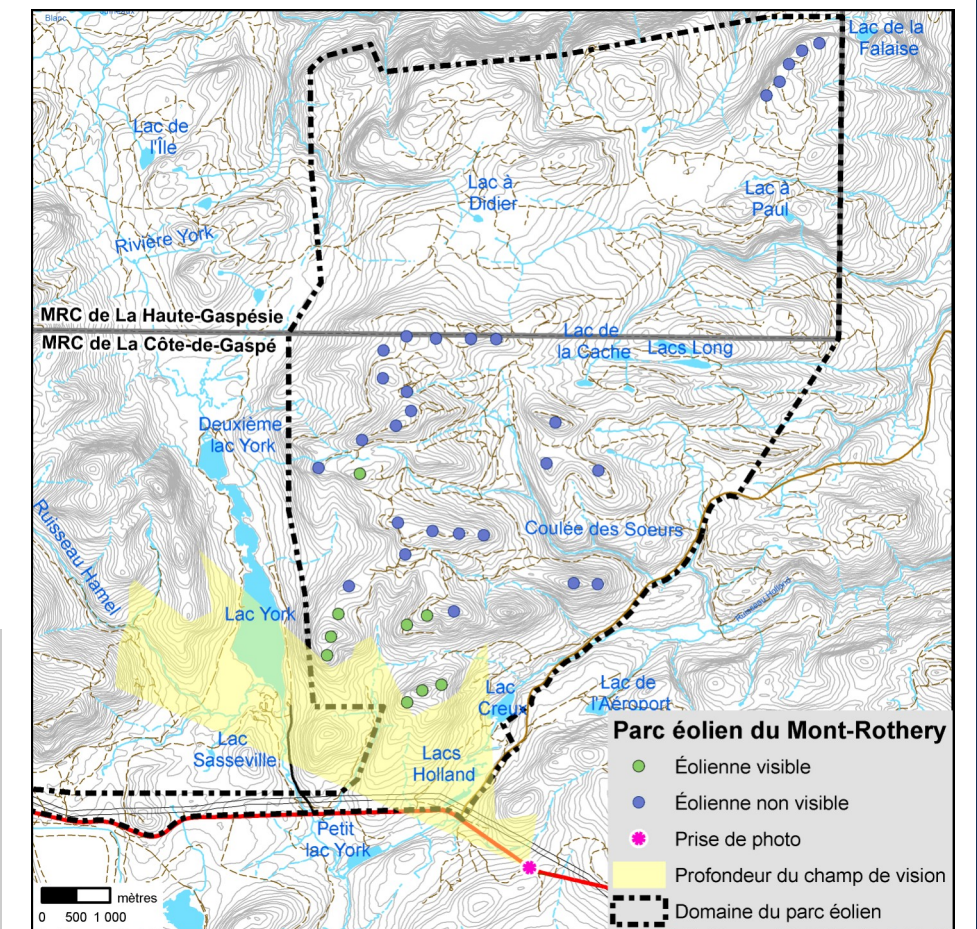 Blanc
Lac de la
Falaise
Lac de
l'Île
Lac à
Didier
Lac à
Paul
Rivière York
MRC de La Haute-Gaspésie
MRC de La Côte-de-Gaspé
Lac de
la Cache
Lacs Long
Deuxième
lac York
Coulée des Soeurs
Ruisseau Hamel
Ruisseau Holland
Lac York
Lac
Creux
Lac de
l'Aéroport
Lac
Sasseville
Lacs
Holland
Petit
lac York
Parc éolien du Mont-Rothery
Éolienne visible
Éolienne non visible
Prise de photo
Profondeur du champ de vision
Domaine du parc éolien
mètres
0 500 1 000